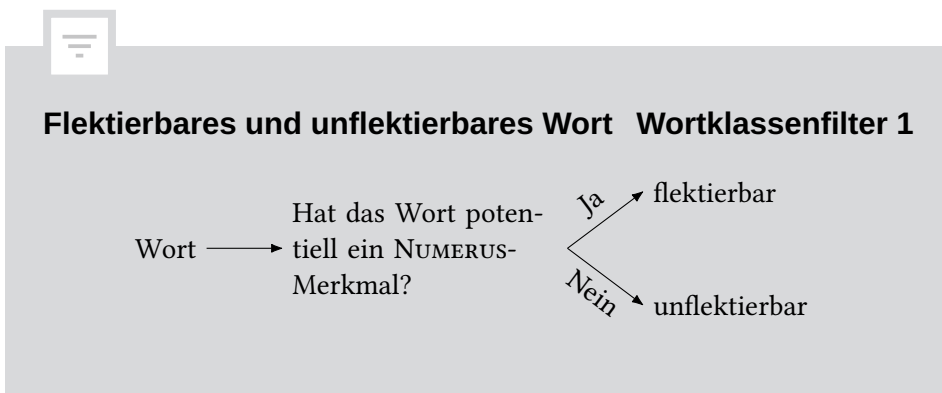 Flektierbares und unflektierbares Wort Wortklassenfilter 1
Wort
Hat das Wort poten-
tiell ein NUMERUS-
Merkmal?
Ja
flektierbar
Nein
unflektierbar